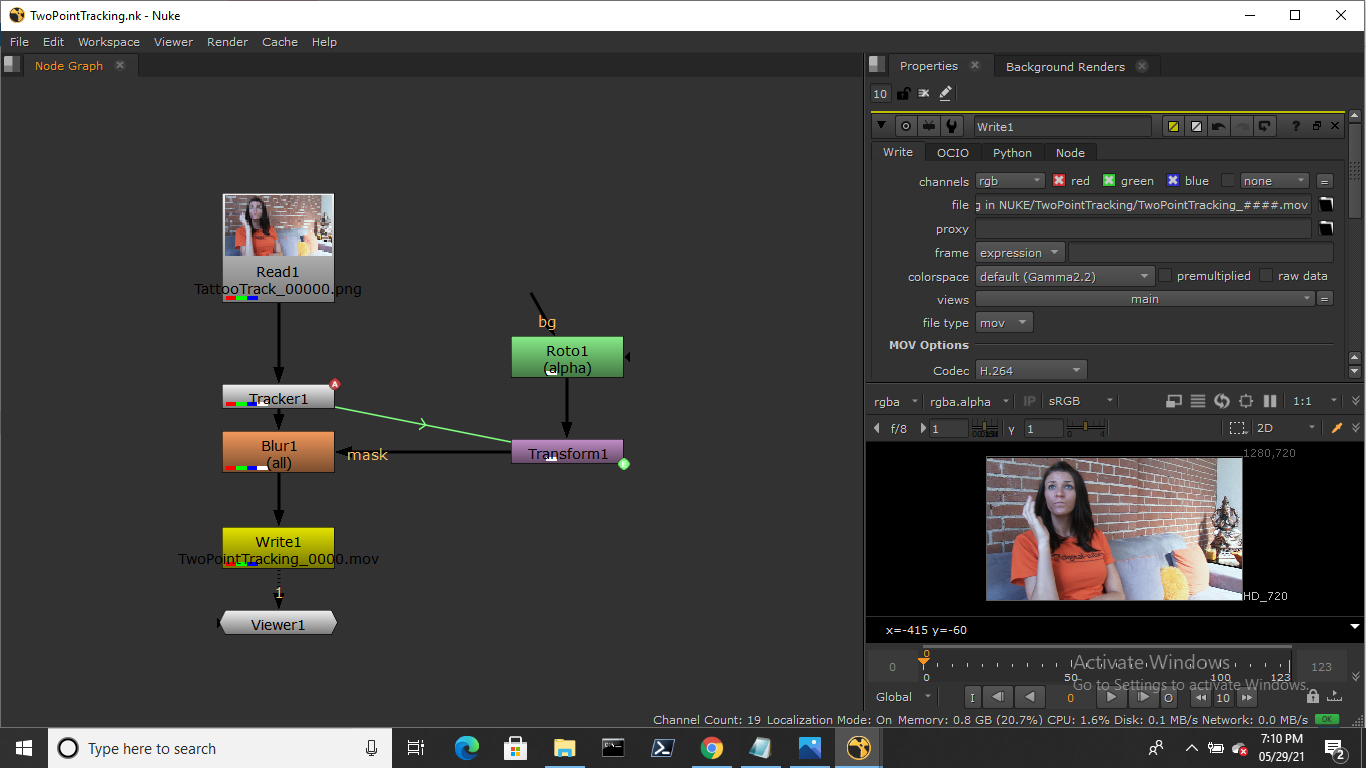 TwoPointTracking.nk - Nuke
File Edit Workspace Viewer Render Cache Help
Node Graph
Read1
TattooTrack_00000.png
Tracker1
A
Blur1
(all)
mask
bg
Roto1
(alpha)
Transform1
Write1
TwoPointTracking_0000.mov
1
Viewer1
Properties Background Renders
10
Write1
?
Write OCIO Python Node
channels rgb red green blue none =
file g in NUKE/TwoPointTracking/TwoPointTracking_####.mov
proxy
frame expression
colorspace default (Gamma2.2) premultiplied raw data
views main =
file type mov
MOV Options
Codec H.264
rgba rgba.alpha IP sRGB 1:1
f/8 1 γ 1 0 4 2D
1280,720
HD_720
x=-415 y=-60
0 0 0 50 100 123 123
Activate Windows
Go to Settings to activate Windows.
Global I 0 O 10
Channel Count: 19 Localization Mode: On Memory: 0.8 GB (20.7%) CPU: 1.6% Disk: 0.1 MB/s Network: 0.0 MB/s OK
Type here to search
7:10 PM
05/29/21
2